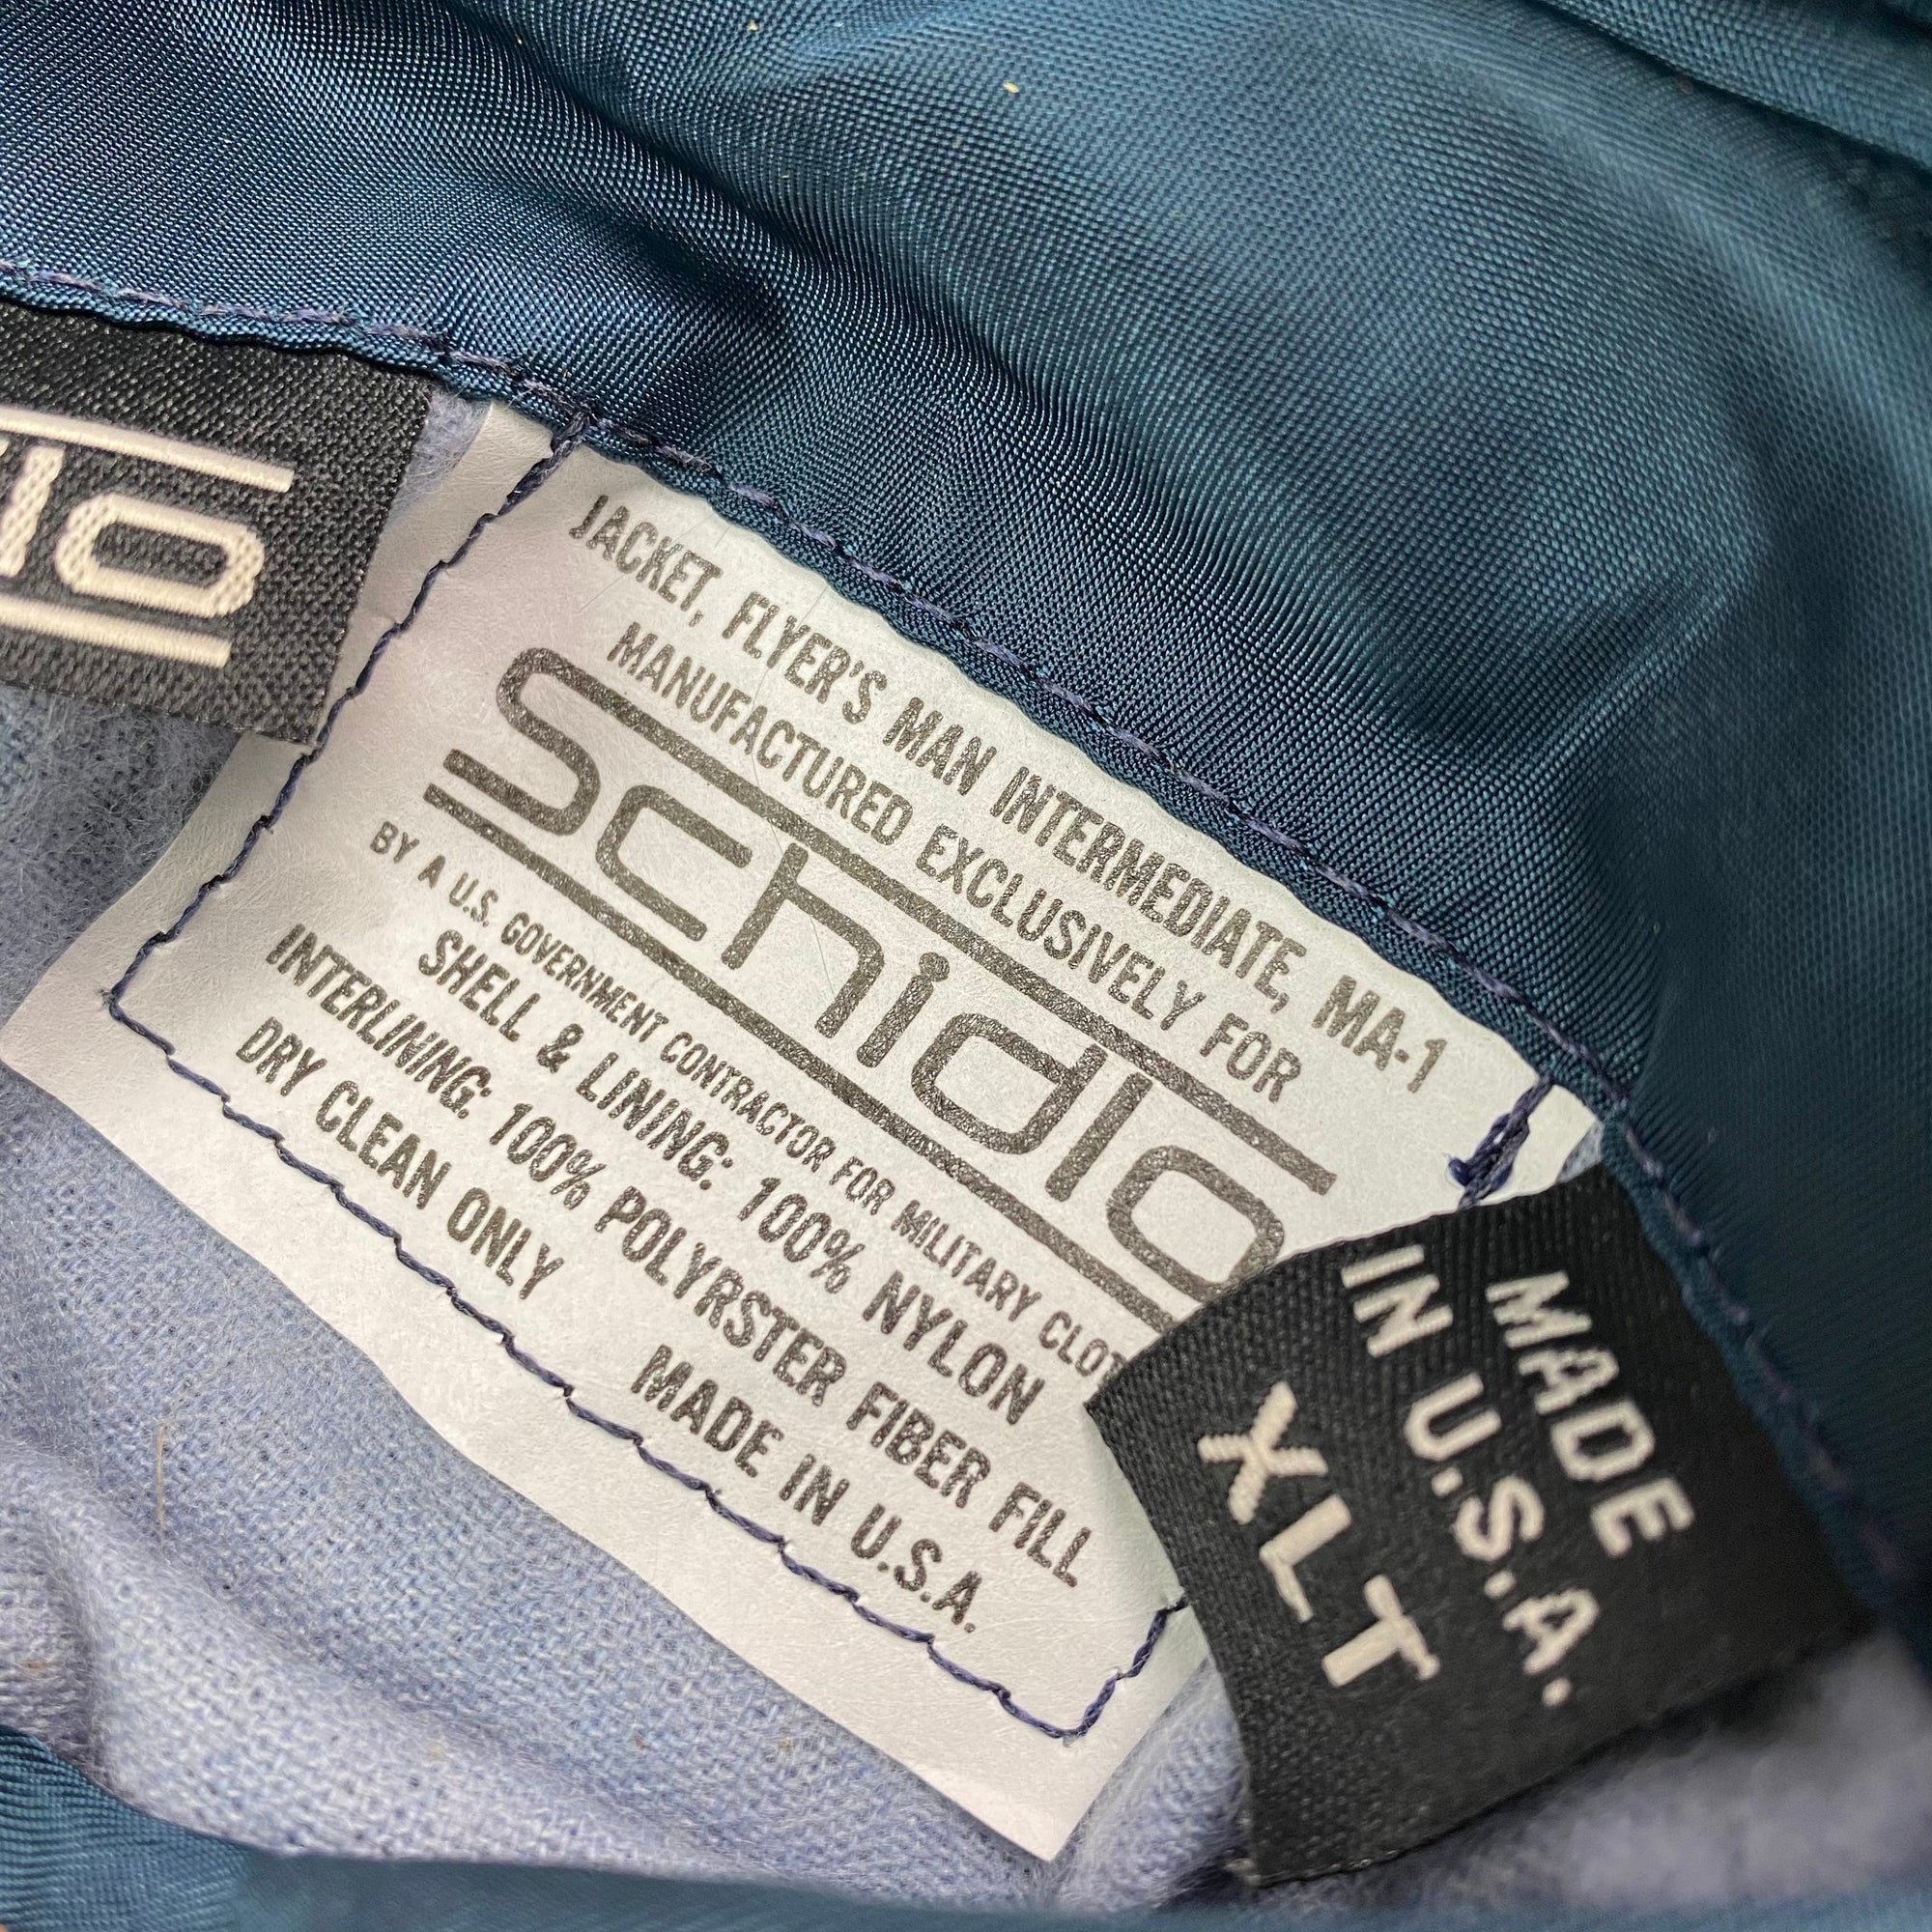 JACKET, FLYER'S MAN INTERMEDIATE, MA-1
MANUFACTURED EXCLUSIVELY FOR
schidlo
BY A U.S. GOVERNMENT CONTRACTOR FOR MILITARY
SHELL & LINING: 100% NYLON
INTERLINING: 100% POLYRSTER FIBER FILL
DRY CLEAN ONLY
MADE IN U.S.A.
MADE
IN U.S.A.
XLT